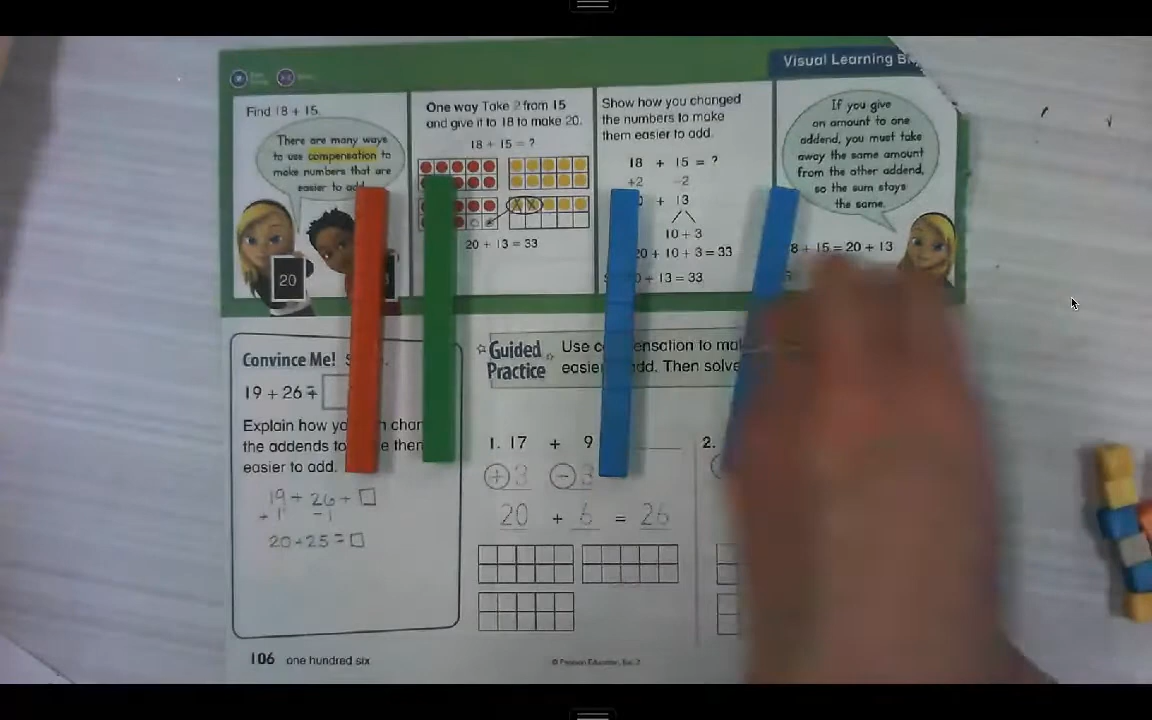 Visual Learning
Find 18 + 15.
There are many ways
to use compensation to
make numbers that are
easier to
20
One way Take 2 from 15
and give it to 18 to make 20.
18 + 15 = ?
20 + 13 = 33
Show how you changed
the numbers to make
them easier to add.
18 + 15 = ?
+2 -2
+ 13
10 + 3
20 + 10 + 3 = 33
+ 13 = 33
If you give
an amount to one
addend, you must take
away the same amount
from the other addend,
so the sum stays
the same.
8 + 15 = 20 + 13
Convince Me!
19 + 26 =
Explain how
the addends to
easier to add.
19 + 26 =
+1 -1
20 + 25 =
☆ Guided ☆
Practice
Use
to
Then solve
1. 17 + 9
+3 -3
20 + 6 = 26
2.
106 one hundred six
© Pearson Education, Inc. 2